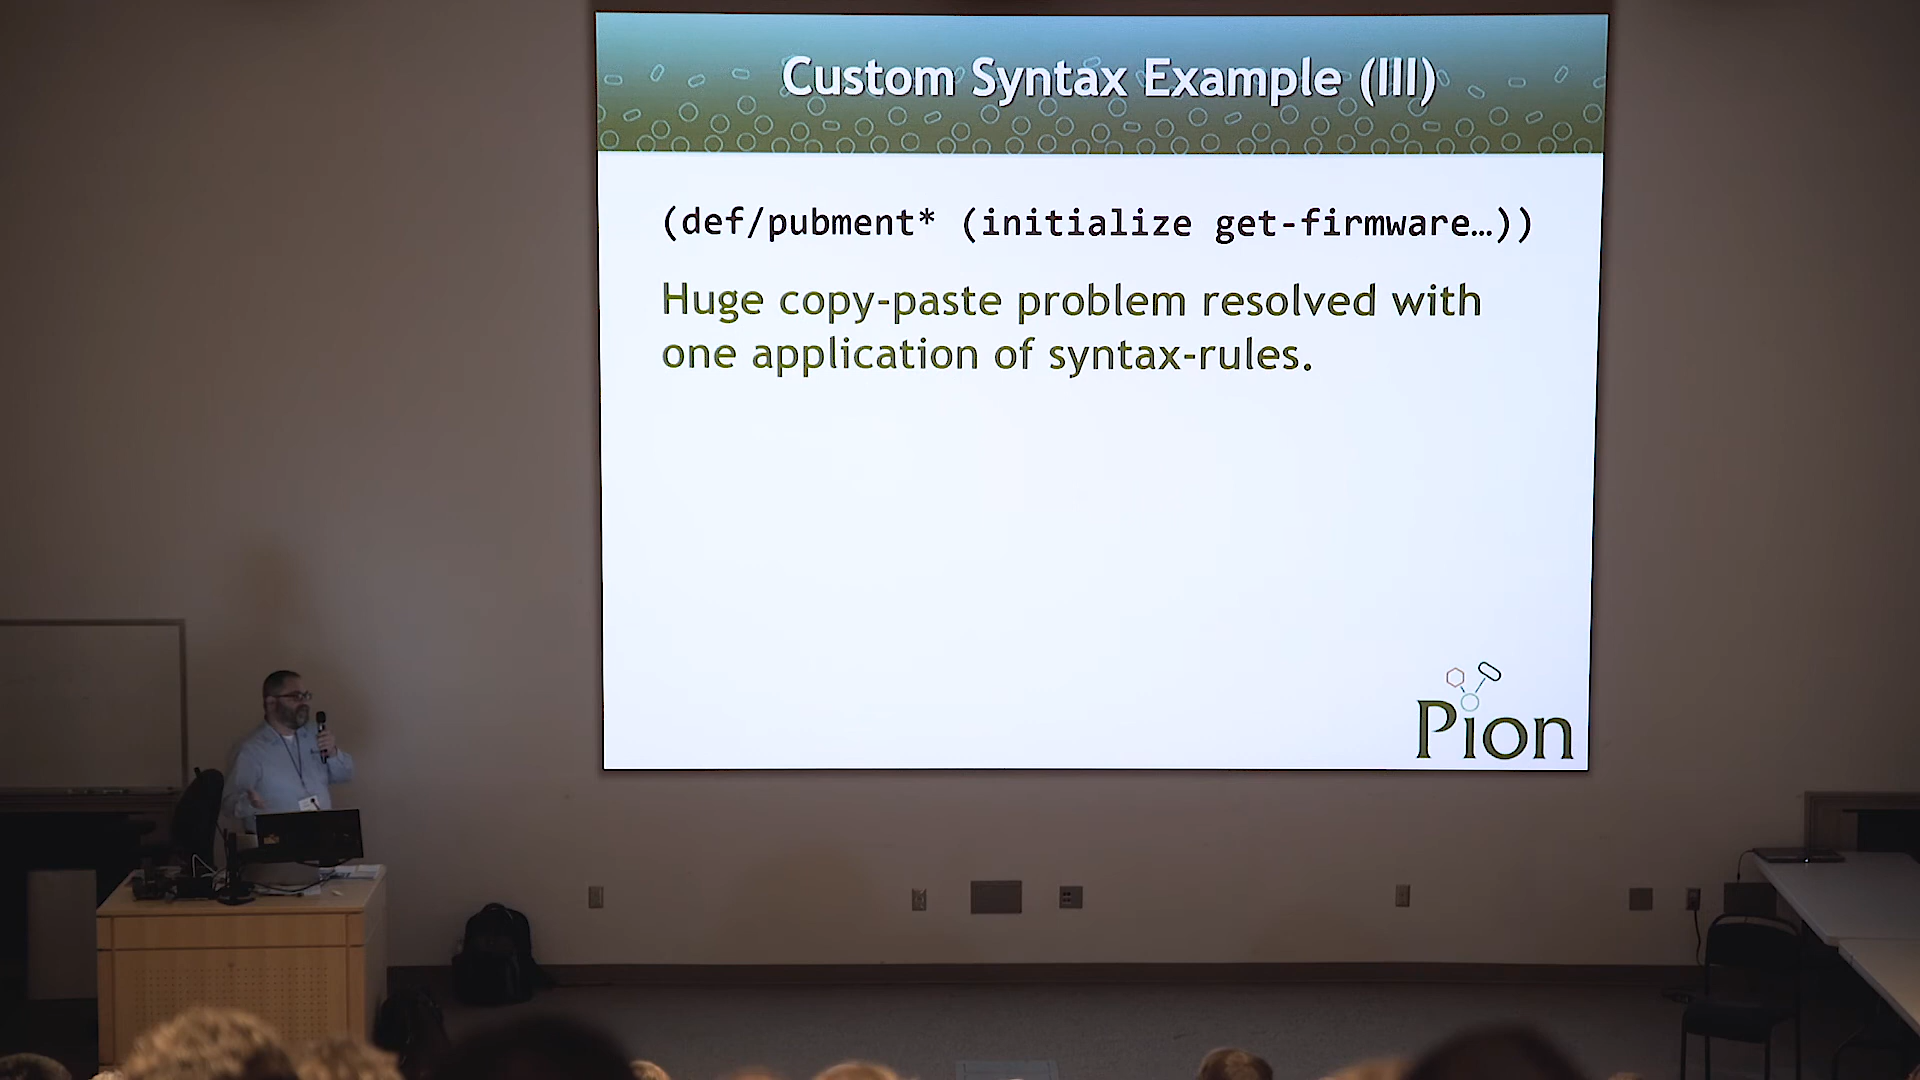 Custom Syntax Example (III)
(def/pubment* (initialize get-firmware…))
Huge copy-paste problem resolved with
one application of syntax-rules.
Pion